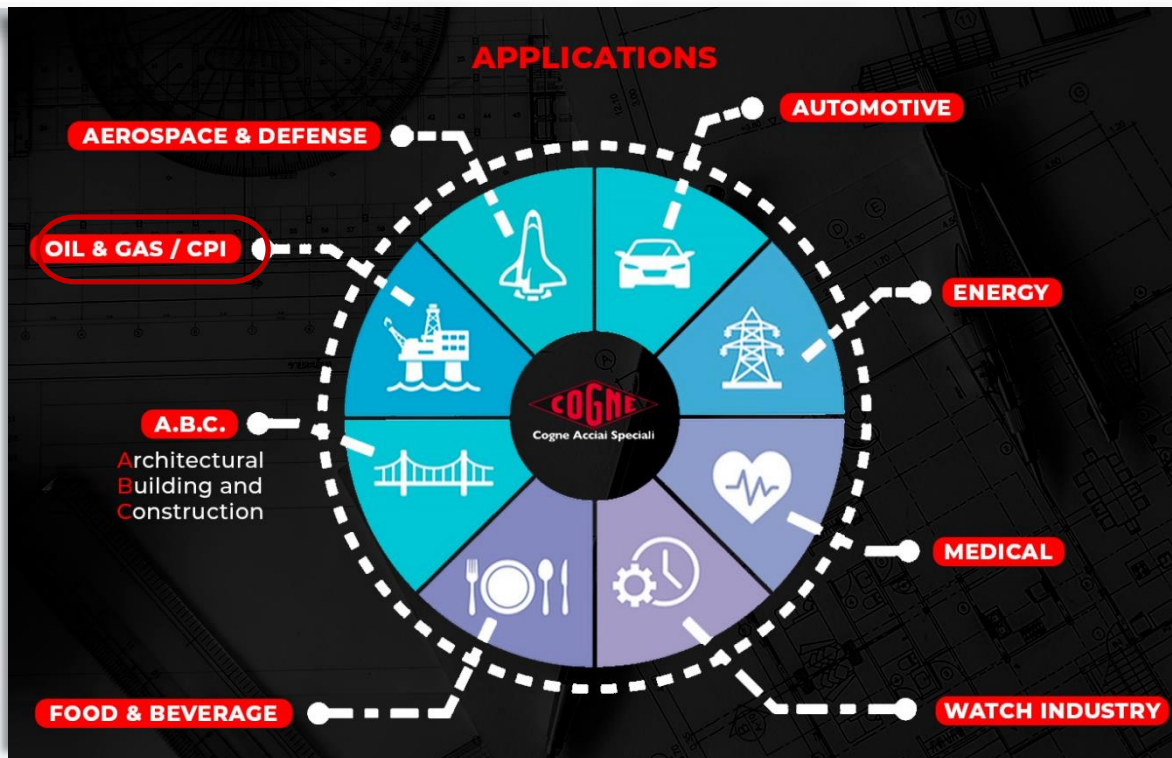 APPLICATIONS
AUTOMOTIVE
AEROSPACE & DEFENSE
OIL & GAS / CPI
ENERGY
COGNE
Cogne Acciai Speciali
A.B.C.
Architectural
Building and
Construction
MEDICAL
FOOD & BEVERAGE
WATCH INDUSTRY